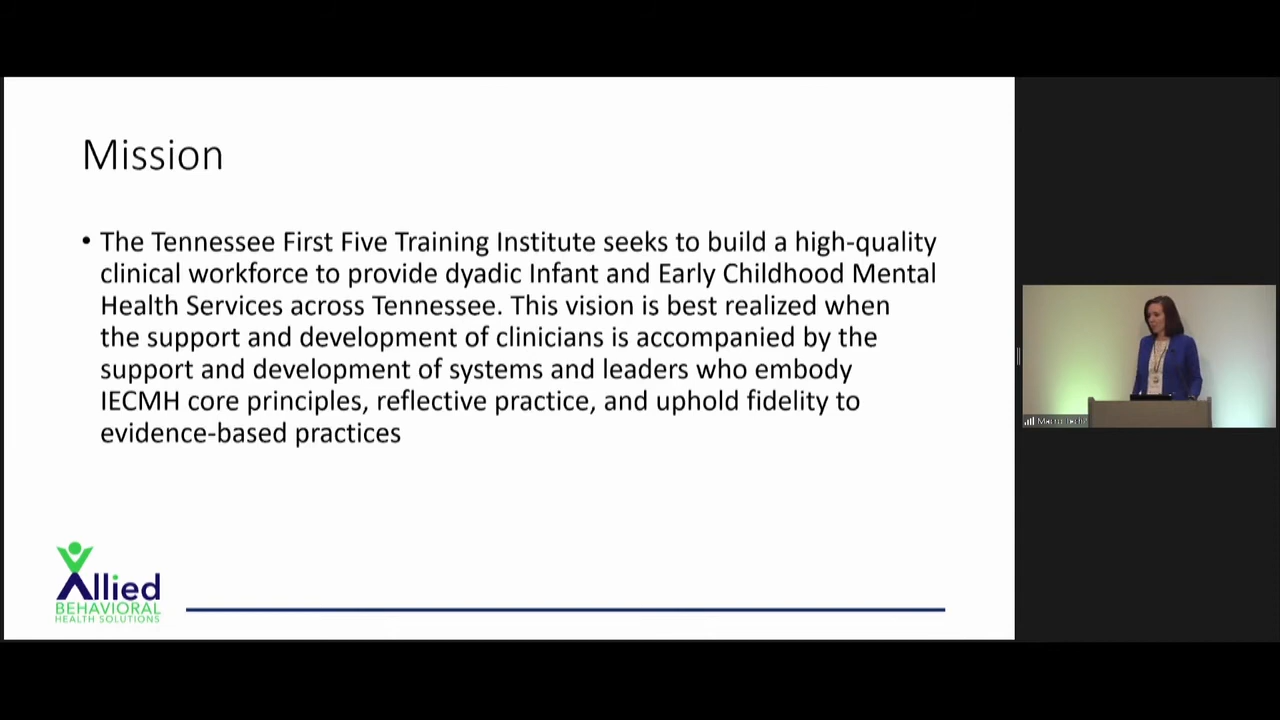 Mission
• The Tennessee First Five Training Institute seeks to build a high-quality
clinical workforce to provide dyadic Infant and Early Childhood Mental
Health Services across Tennessee. This vision is best realized when
the support and development of clinicians is accompanied by the
support and development of systems and leaders who embody
IECMH core principles, reflective practice, and uphold fidelity to
evidence-based practices
Allied
BEHAVIORAL
HEALTH SOLUTIONS